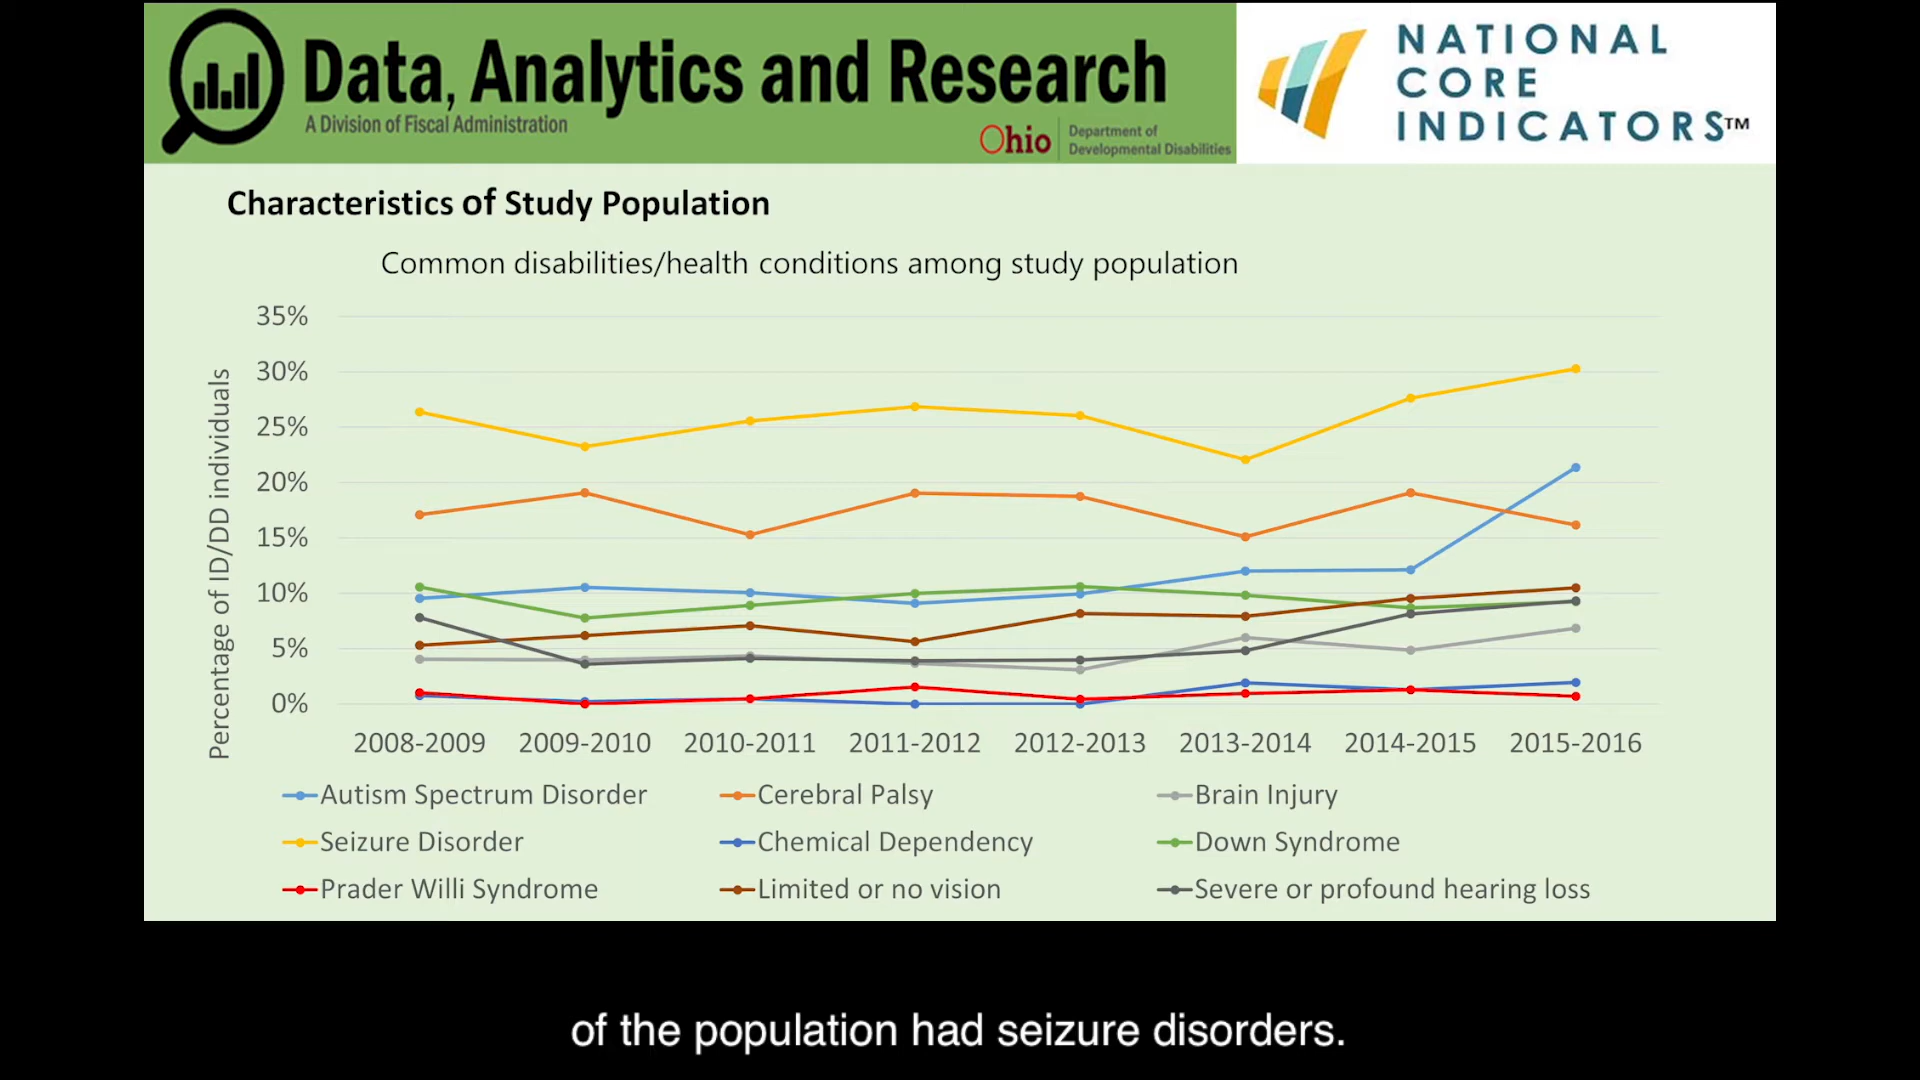 Data, Analytics and Research
A Division of Fiscal Administration
Ohio
Department of
Developmental Disabilities
NATIONAL
CORE
INDICATORS™
Characteristics of Study Population
Common disabilities/health conditions among study population
Percentage of ID/DD individuals
35%
30%
25%
20%
15%
10%
5%
0%
2008-2009 2009-2010 2010-2011 2011-2012 2012-2013 2013-2014 2014-2015 2015-2016
Autism Spectrum Disorder Cerebral Palsy Brain Injury
Seizure Disorder Chemical Dependency Down Syndrome
Prader Willi Syndrome Limited or no vision Severe or profound hearing loss
of the population had seizure disorders.